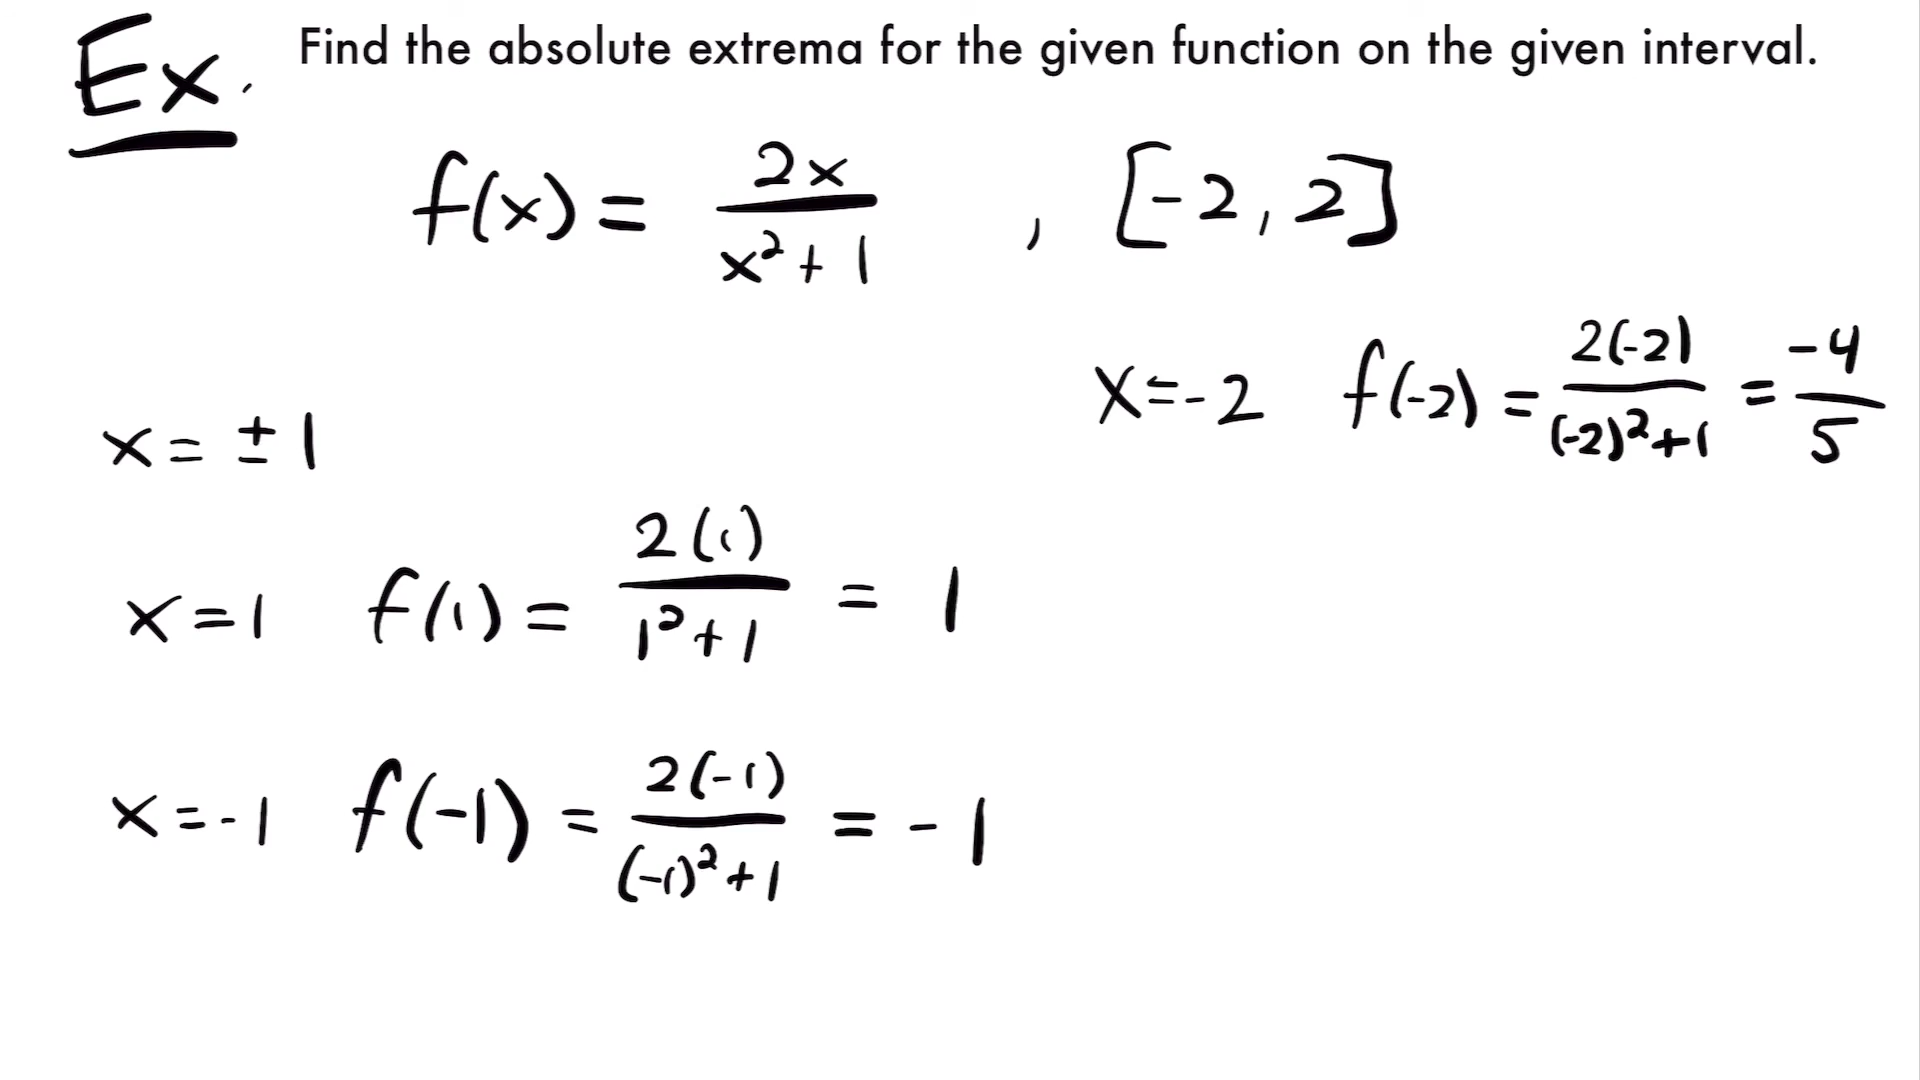 Ex. Find the absolute extrema for the given function on the given interval.
f(x) = 2x / (x² + 1) , [-2, 2]
x = ± 1
x = 1 f(1) = 2(1) / (1² + 1) = 1
x = -1 f(-1) = 2(-1) / ((-1)² + 1) = -1
x = -2 f(-2) = 2(-2) / ((-2)² + 1) = -4 / 5